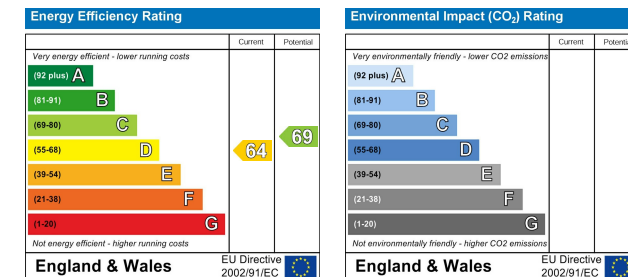 Energy Efficiency Rating
Current Potential
Very energy efficient - lower running costs
(92 plus) A
(81-91) B
(69-80) C
(55-68) D
(39-54) E
(21-38) F
(1-20) G
64
69
Not energy efficient - higher running costs
England & Wales
EU Directive
2002/91/EC
Environmental Impact (CO2) Rating
Current Potentia
Very environmentally friendly - lower CO2 emissions
(92 plus) A
(81-91) B
(69-80) C
(55-68) D
(39-54) E
(21-38) F
(1-20) G
Not environmentally friendly - higher CO2 emissions
England & Wales
EU Directive
2002/91/EC